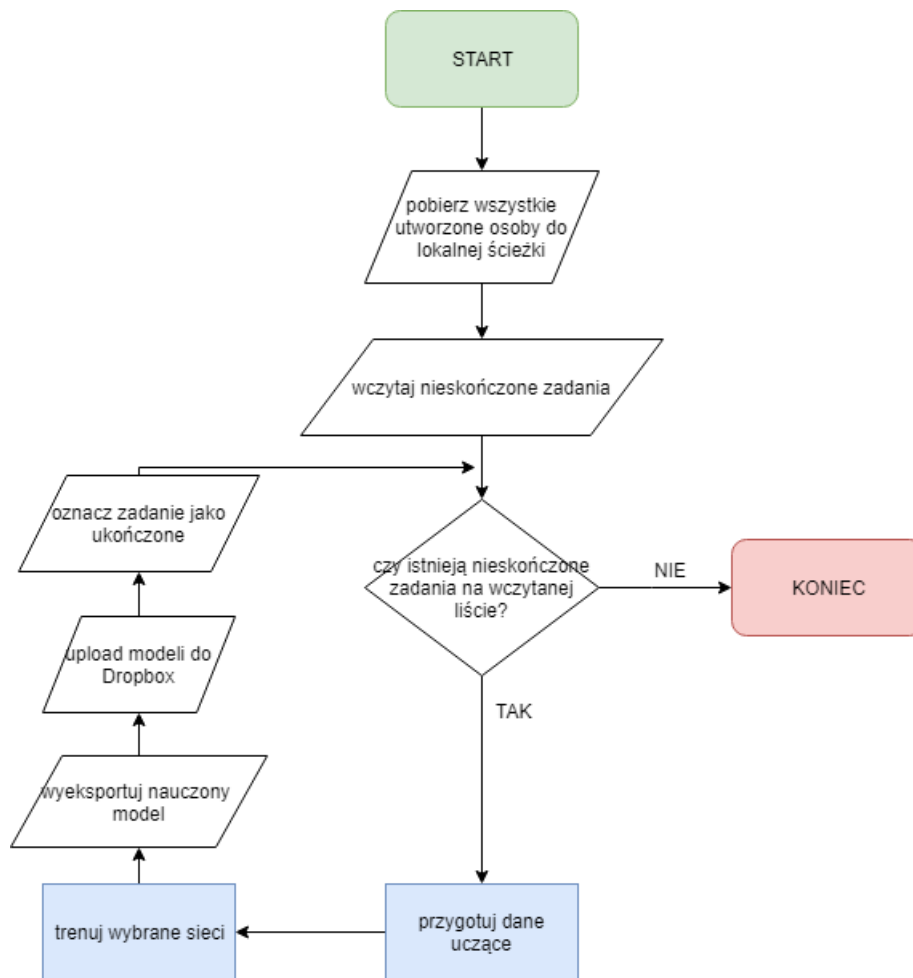 START
pobierz wszystkie
utworzone osoby do
lokalnej ścieżki
wczytaj nieskończone zadania
oznacz zadanie jako
ukończone
czy istnieją nieskończone
zadania na wczytanej
liście?
NIE
KONIEC
upload modeli do
Dropbox
TAK
wyeksportuj nauczony
model
trenuj wybrane sieci
przygotuj dane
uczące